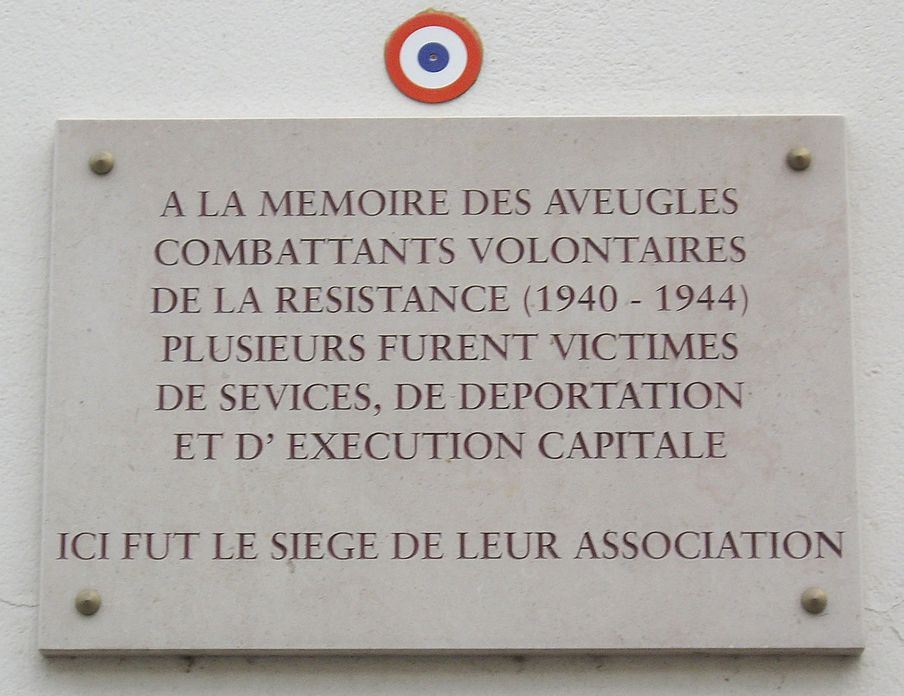 A LA MEMOIRE DES AVEUGLES
COMBATTANTS VOLONTAIRES
DE LA RESISTANCE (1940 - 1944)
PLUSIEURS FURENT VICTIMES
DE SEVICES, DE DEPORTATION
ET D' EXECUTION CAPITALE
ICI FUT LE SIEGE DE LEUR ASSOCIATION